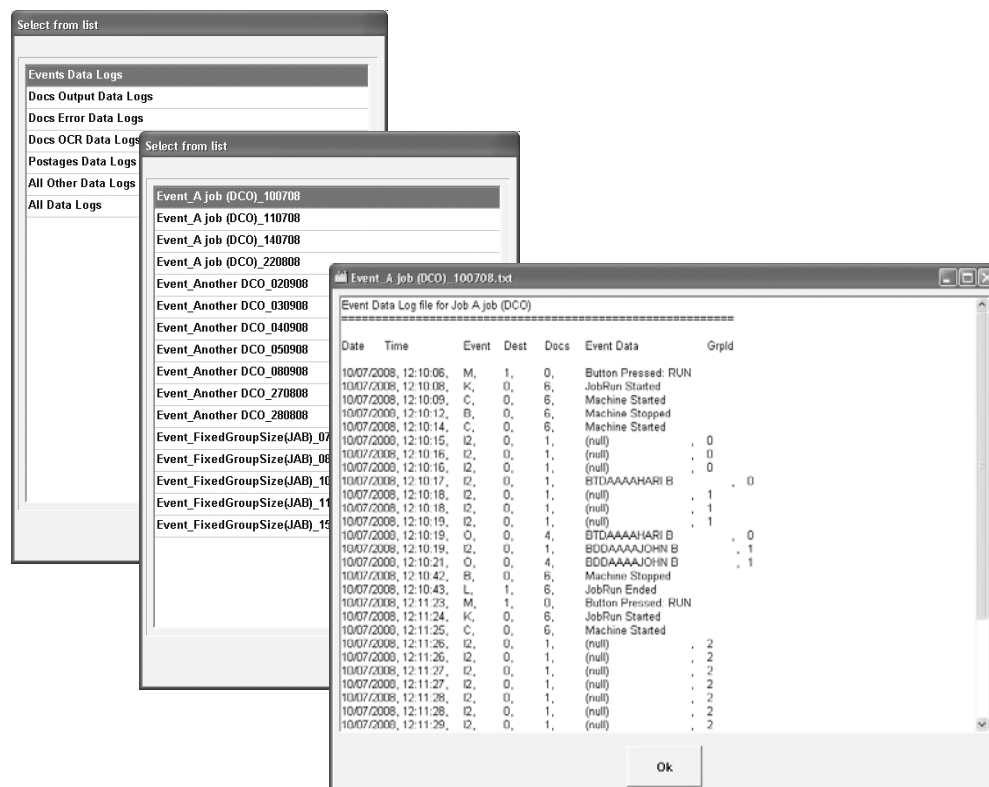 Select from list
Events Data Logs
Docs Output Data Logs
Docs Error Data Logs
Docs OCR Data Logs
Postages Data Logs
All Other Data Logs
All Data Logs
Select from list
Event_A job (DCO)_100708
Event_A job (DCO)_110708
Event_A job (DCO)_140708
Event_A job (DCO)_220808
Event_Another DCO_020908
Event_Another DCO_030908
Event_Another DCO_040908
Event_Another DCO_050908
Event_Another DCO_080908
Event_Another DCO_270808
Event_Another DCO_280808
Event_FixedGroupSize(JAB)_07
Event_FixedGroupSize(JAB)_08
Event_FixedGroupSize(JAB)_10
Event_FixedGroupSize(JAB)_11
Event_FixedGroupSize(JAB)_15
Event_A job (DCO)_100708.txt
Event Data Log file for Job A job (DCO)
==========================================================
Date Time Event Dest Docs Event Data GrpId
10/07/2008, 12:10:06, M, 1, 0, Button Pressed: RUN
10/07/2008, 12:10:08, K, 0, 6, JobRun Started
10/07/2008, 12:10:09, C, 0, 6, Machine Started
10/07/2008, 12:10:12, B, 0, 6, Machine Stopped
10/07/2008, 12:10:14, C, 0, 6, Machine Started
10/07/2008, 12:10:15, I2, 0, 1, (null) , 0
10/07/2008, 12:10:16, I2, 0, 1, (null) , 0
10/07/2008, 12:10:16, I2, 0, 1, (null) , 0
10/07/2008, 12:10:17, I2, 0, 1, BTDAAAAHARI B , 0
10/07/2008, 12:10:18, I2, 0, 1, (null) , 1
10/07/2008, 12:10:18, I2, 0, 1, (null) , 1
10/07/2008, 12:10:19, I2, 0, 1, (null) , 1
10/07/2008, 12:10:19, O, 0, 4, BTDAAAAHARI B , 0
10/07/2008, 12:10:19, I2, 0, 1, BDDAAAAJOHN B , 1
10/07/2008, 12:10:21, O, 0, 4, BDDAAAAJOHN B , 1
10/07/2008, 12:10:42, B, 0, 6, Machine Stopped
10/07/2008, 12:10:43, L, 1, 6, JobRun Ended
10/07/2008, 12:11:23, M, 1, 0, Button Pressed: RUN
10/07/2008, 12:11:24, K, 0, 6, JobRun Started
10/07/2008, 12:11:25, C, 0, 6, Machine Started
10/07/2008, 12:11:26, I2, 0, 1, (null) , 2
10/07/2008, 12:11:26, I2, 0, 1, (null) , 2
10/07/2008, 12:11:27, I2, 0, 1, (null) , 2
10/07/2008, 12:11:27, I2, 0, 1, (null) , 2
10/07/2008, 12:11:28, I2, 0, 1, (null) , 2
10/07/2008, 12:11:28, I2, 0, 1, (null) , 2
10/07/2008, 12:11:29, I2, 0, 1, (null) , 2
Ok